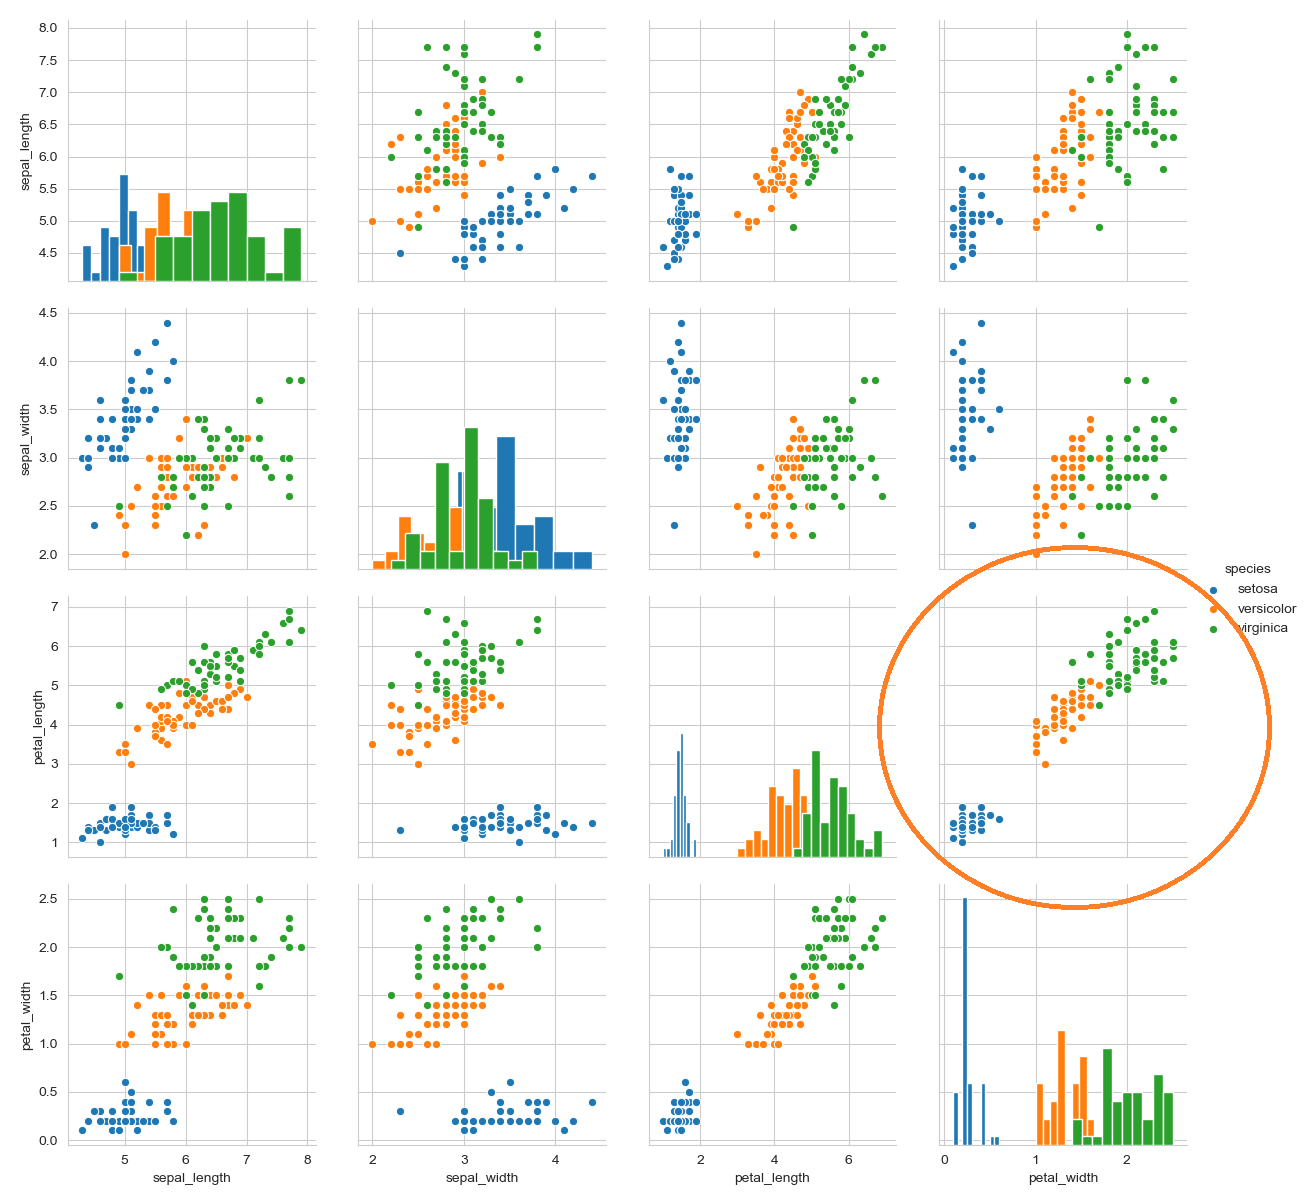 8.0
7.5
7.0
6.5
6.0
5.5
5.0
4.5
sepal_length
4.5
4.0
3.5
3.0
2.5
2.0
sepal_width
species
setosa
versicolor
virginica
7
6
5
4
3
2
1
petal_length
2.5
2.0
1.5
1.0
0.5
0.0
petal_width
5 6 7 8
2 3 4
2 4 6
0 1 2
sepal_length
sepal_width
petal_length
petal_width